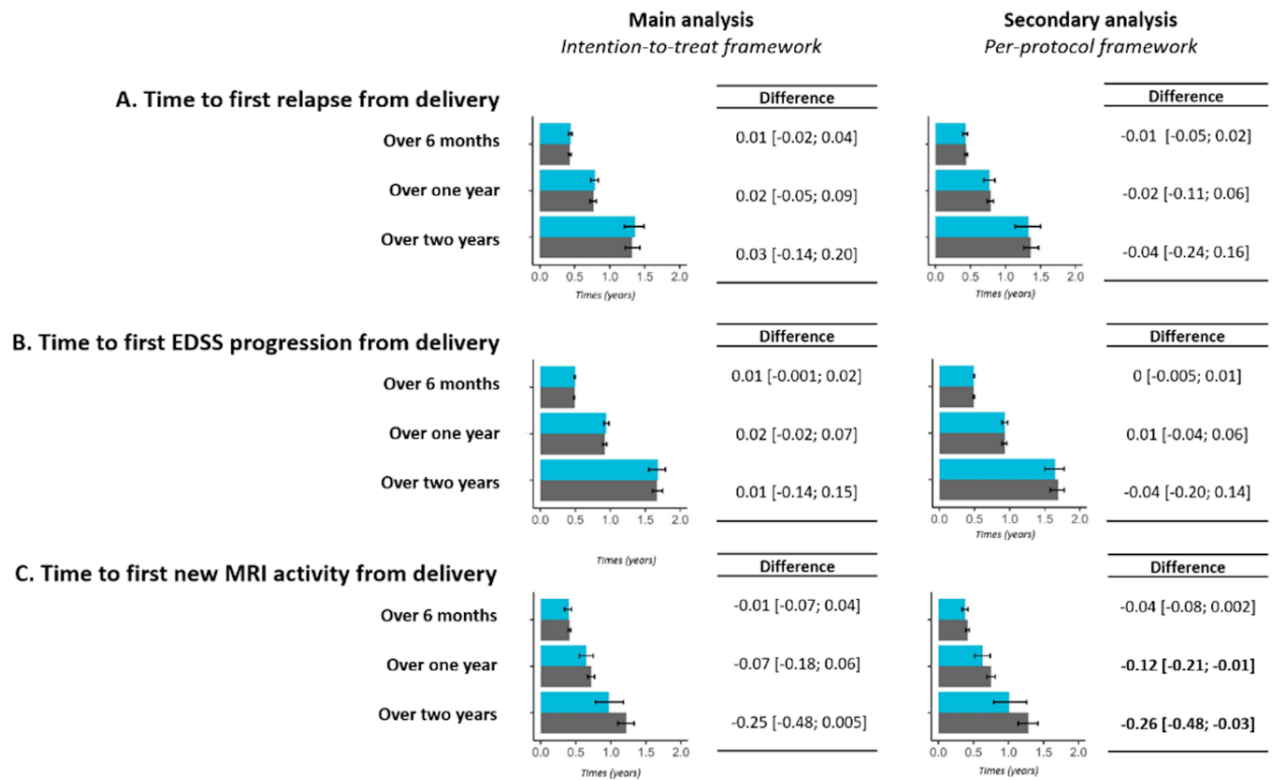 Main analysis
Intention-to-treat framework
Secondary analysis
Per-protocol framework
A. Time to first relapse from delivery
Difference
Difference
Over 6 months
0.01 [-0.02; 0.04]
-0.01 [-0.05; 0.02]
Over one year
0.02 [-0.05; 0.09]
-0.02 [-0.11; 0.06]
Over two years
0.03 [-0.14; 0.20]
-0.04 [-0.24; 0.16]
0.0 0.5 1.0 1.5 2.0
Times (years)
0.0 0.5 1.0 1.5 2.0
Times (years)
B. Time to first EDSS progression from delivery
Difference
Difference
Over 6 months
0.01 [-0.001; 0.02]
0 [-0.005; 0.01]
Over one year
0.02 [-0.02; 0.07]
0.01 [-0.04; 0.06]
Over two years
0.01 [-0.14; 0.15]
-0.04 [-0.20; 0.14]
0.0 0.5 1.0 1.5 2.0
Times (years)
0.0 0.5 1.0 1.5 2.0
Times (years)
C. Time to first new MRI activity from delivery
Difference
Difference
Over 6 months
-0.01 [-0.07; 0.04]
-0.04 [-0.08; 0.002]
Over one year
-0.07 [-0.18; 0.06]
-0.12 [-0.21; -0.01]
Over two years
-0.25 [-0.48; 0.005]
-0.26 [-0.48; -0.03]
0.0 0.5 1.0 1.5 2.0
Times (years)
0.0 0.5 1.0 1.5 2.0
Times (years)